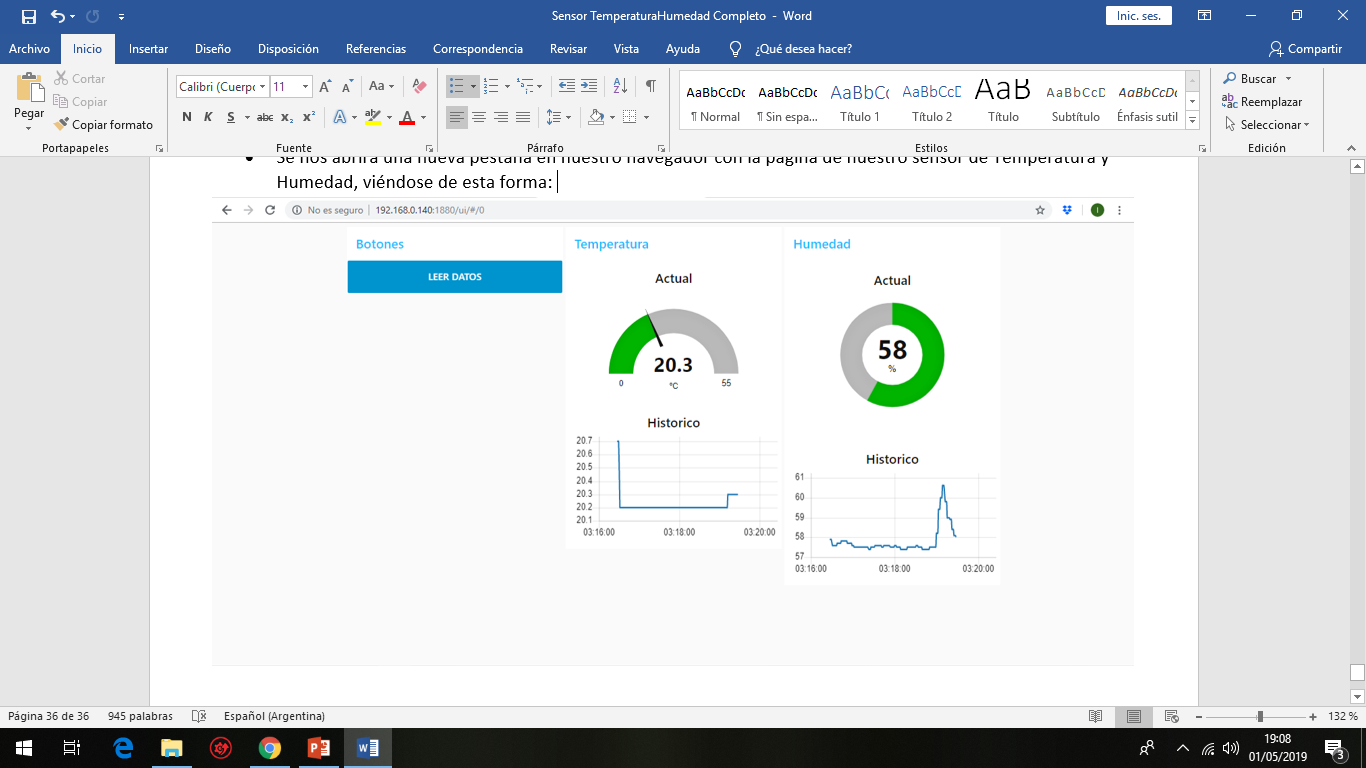 Sensor TemperaturaHumedad Completo - Word
Inic. ses.
Archivo Inicio Insertar Diseño Disposición Referencias Correspondencia Revisar Vista Ayuda ¿Qué desea hacer? Compartir
Pegar
Cortar
Copiar
Copiar formato
Portapapeles
Calibri (Cuerpo 11
Fuente
Párrafo
AaBbCcDc AaBbCcDc AaBbCc AaBbCcD AaB AaBbCcD AaBbCcDc
¶ Normal ¶ Sin espa... Título 1 Título 2 Título Subtítulo Énfasis sutil
Estilos
Buscar
Reemplazar
Seleccionar
Edición
Se nos abrirá una nueva pestaña en nuestro navegador con la página de nuestro sensor de Temperatura y
Humedad, viéndose de esta forma:
No es seguro | 192.168.0.140:1880/ui/#/0
Botones
LEER DATOS
Temperatura
Actual
20.3
0 °C 55
Historico
20.7
20.6
20.5
20.4
20.3
20.2
20.1
03:16:00 03:18:00 03:20:00
Humedad
Actual
58
%
Historico
61
60
59
58
57
03:16:00 03:18:00 03:20:00
Página 36 de 36 945 palabras Español (Argentina) 132 %
19:08
01/05/2019
3